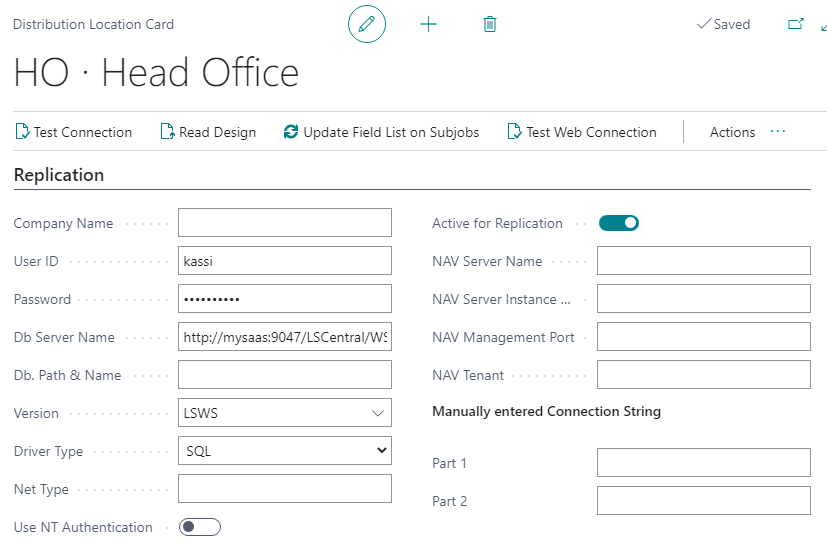 Distribution Location Card
Saved
HO · Head Office
Test Connection
Read Design
Update Field List on Subjobs
Test Web Connection
Actions
Replication
Company Name
User ID
kassi
Password
••••••••••
Db Server Name
http://mysaas:9047/LSCentral/WS
Db. Path & Name
Version
LSWS
Driver Type
SQL
Net Type
Use NT Authentication
Active for Replication
NAV Server Name
NAV Server Instance ...
NAV Management Port
NAV Tenant
Manually entered Connection String
Part 1
Part 2